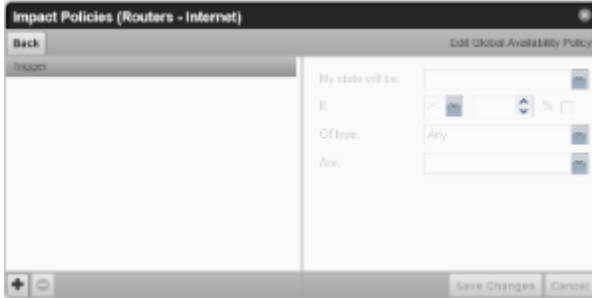 Impact Policies (Routers - Internet)
Back
Edit Global Availability Policy
Trigger
My state will be:
If:
> %
Of type: Any
Are:
Save Changes Cancel